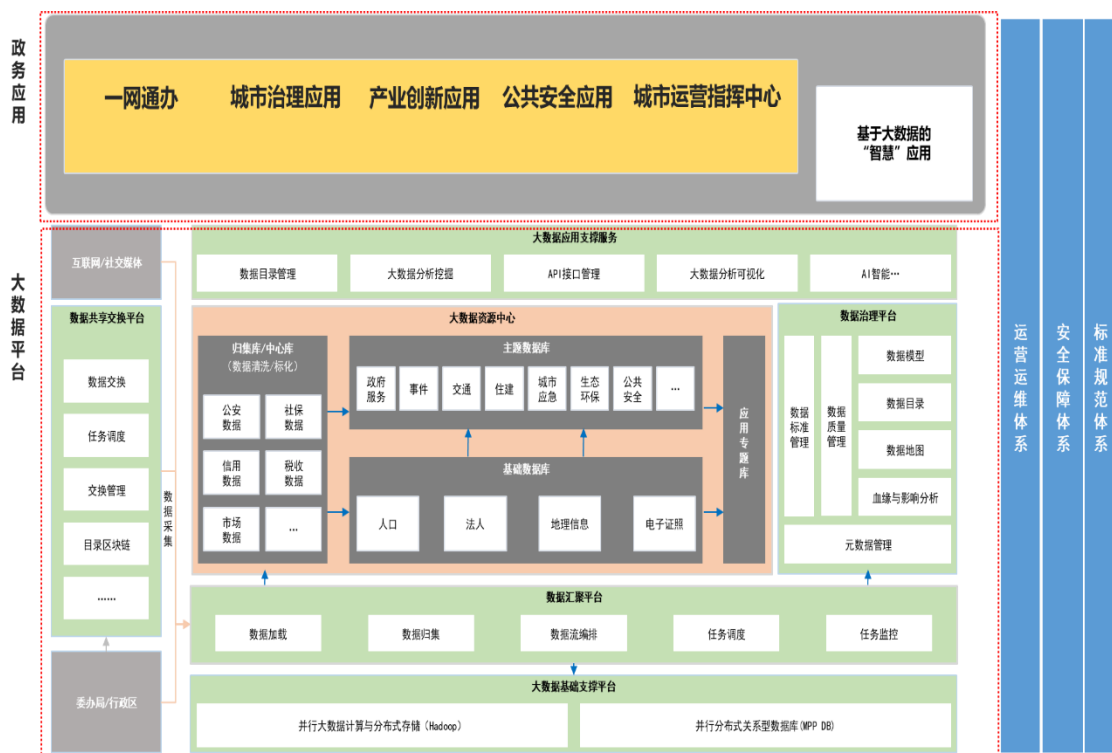 政务应用
一网通办
城市治理应用
产业创新应用
公共安全应用
城市运营指挥中心
基于大数据的
“智慧”应用
大数据平台
互联网/社交媒体
数据共享交换平台
数据交换
任务调度
交换管理
目录区块链
……
委办局/行政区
数据采集
大数据应用支撑服务
数据目录管理
大数据分析挖掘
API接口管理
大数据分析可视化
AI智能…
大数据资源中心
归集库/中心库
(数据清洗/标化)
公安
数据
社保
数据
信用
数据
税收
数据
市场
数据
…
主题数据库
政府
服务
事件
交通
住建
城市
应急
生态
环保
公共
安全
…
基础数据库
人口
法人
地理信息
电子证照
应用专题库
数据治理平台
数据标准管理
数据质量管理
数据模型
数据目录
数据地图
血缘与影响分析
元数据管理
数据汇聚平台
数据加载
数据归集
数据流编排
任务调度
任务监控
大数据基础支撑平台
并行大数据计算与分布式存储（Hadoop）
并行分布式关系型数据库(MPP DB)
运营运维体系
安全保障体系
标准规范体系